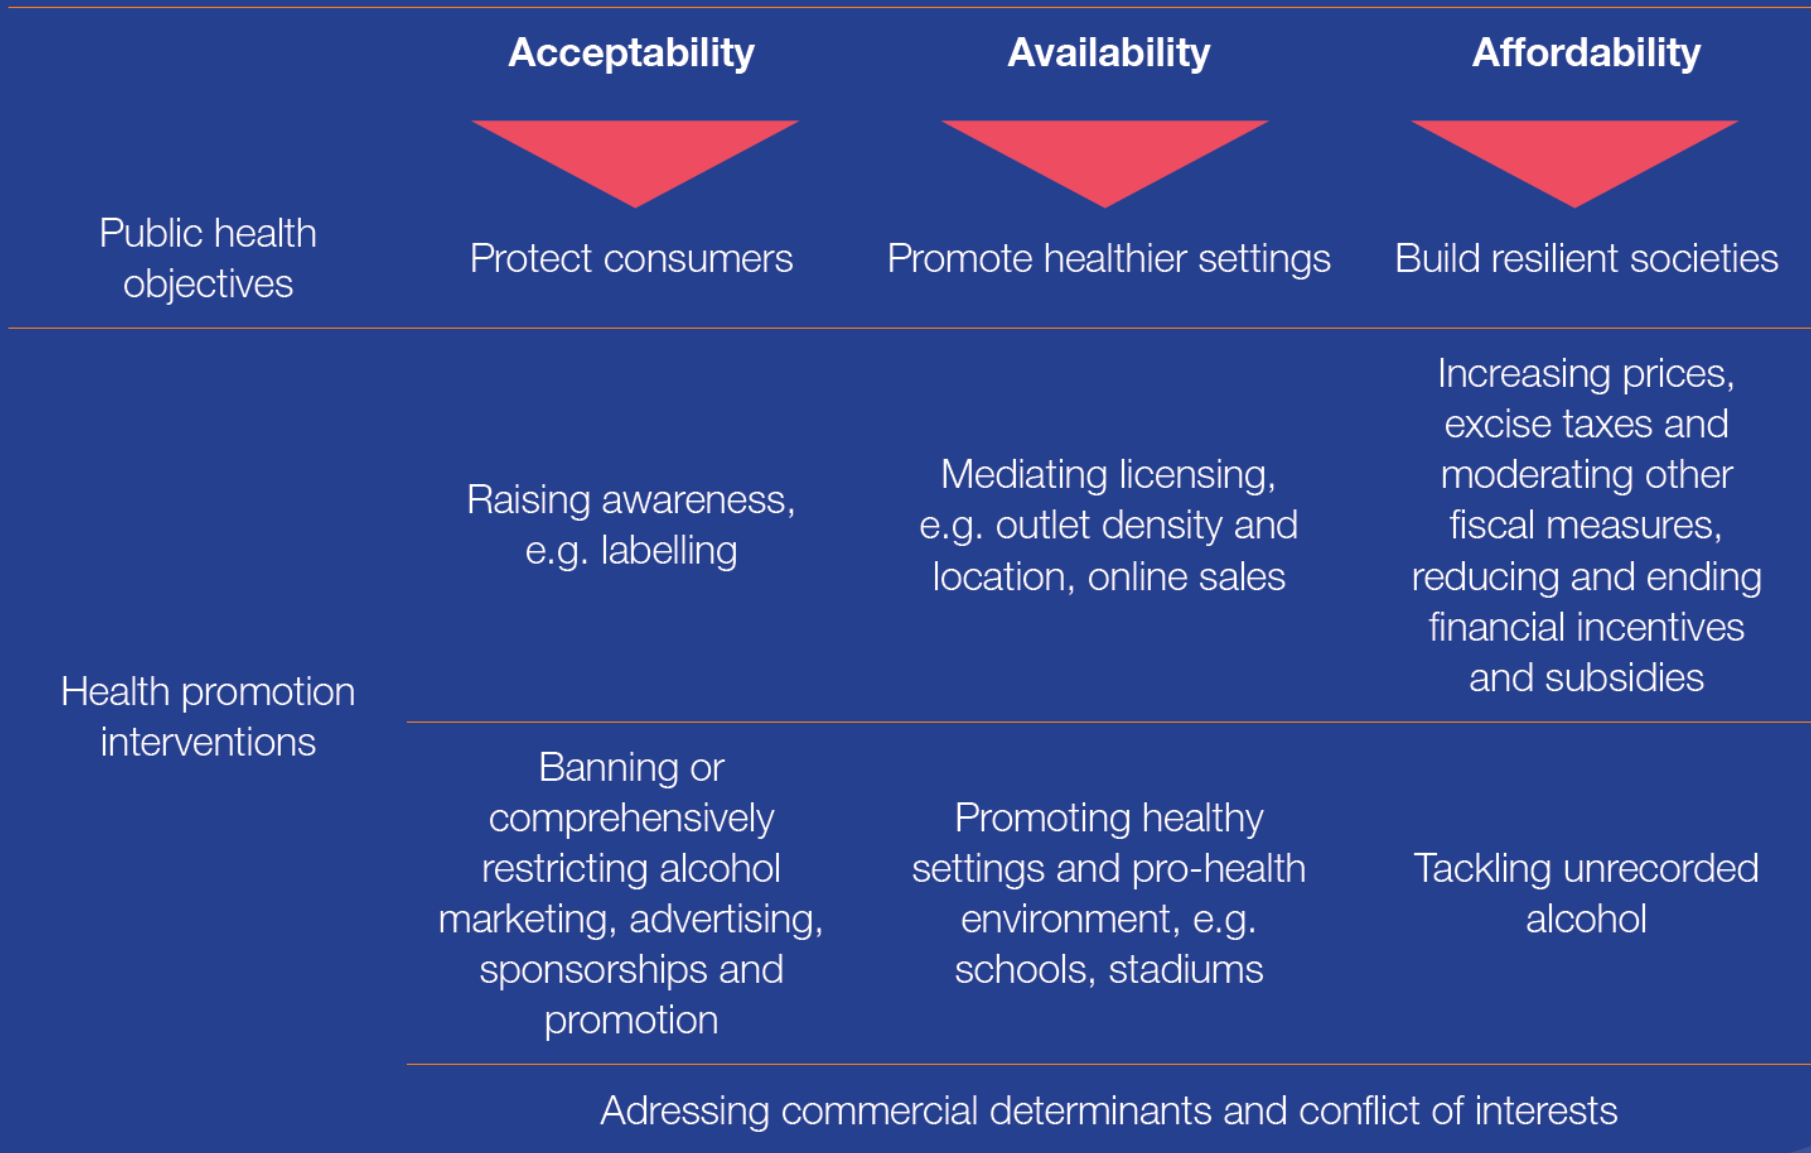 Acceptability
Availability
Affordability
Public health
objectives
Protect consumers
Promote healthier settings
Build resilient societies
Health promotion
interventions
Raising awareness,
e.g. labelling
Mediating licensing,
e.g. outlet density and
location, online sales
Increasing prices,
excise taxes and
moderating other
fiscal measures,
reducing and ending
financial incentives
and subsidies
Banning or
comprehensively
restricting alcohol
marketing, advertising,
sponsorships and
promotion
Promoting healthy
settings and pro-health
environment, e.g.
schools, stadiums
Tackling unrecorded
alcohol
Adressing commercial determinants and conflict of interests